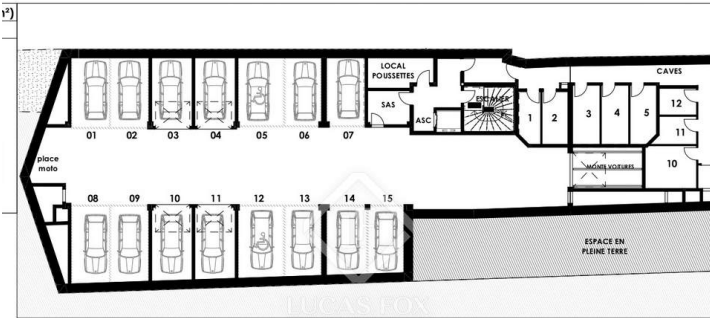 ²)
LOCAL
POUSSETTES
CAVES
SAS
ESCALIER
ASC
1
2
3
4
5
12
11
10
01
02
03
04
05
06
07
place
moto
MONTE VOITURES
08
09
10
11
12
13
14
15
ESPACE EN
PLEINE TERRE
LUCAS FOX